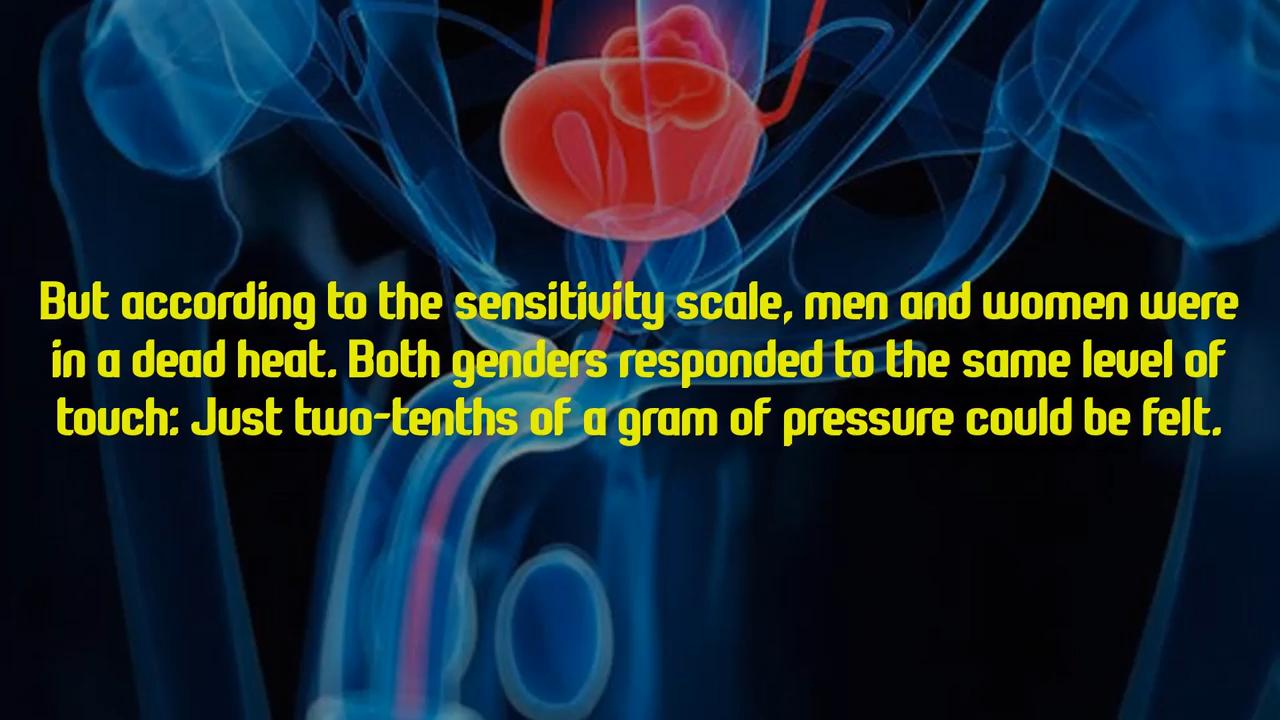 But according to the sensitivity scale, men and women were
in a dead heat. Both genders responded to the same level of
touch: Just two-tenths of a gram of pressure could be felt.